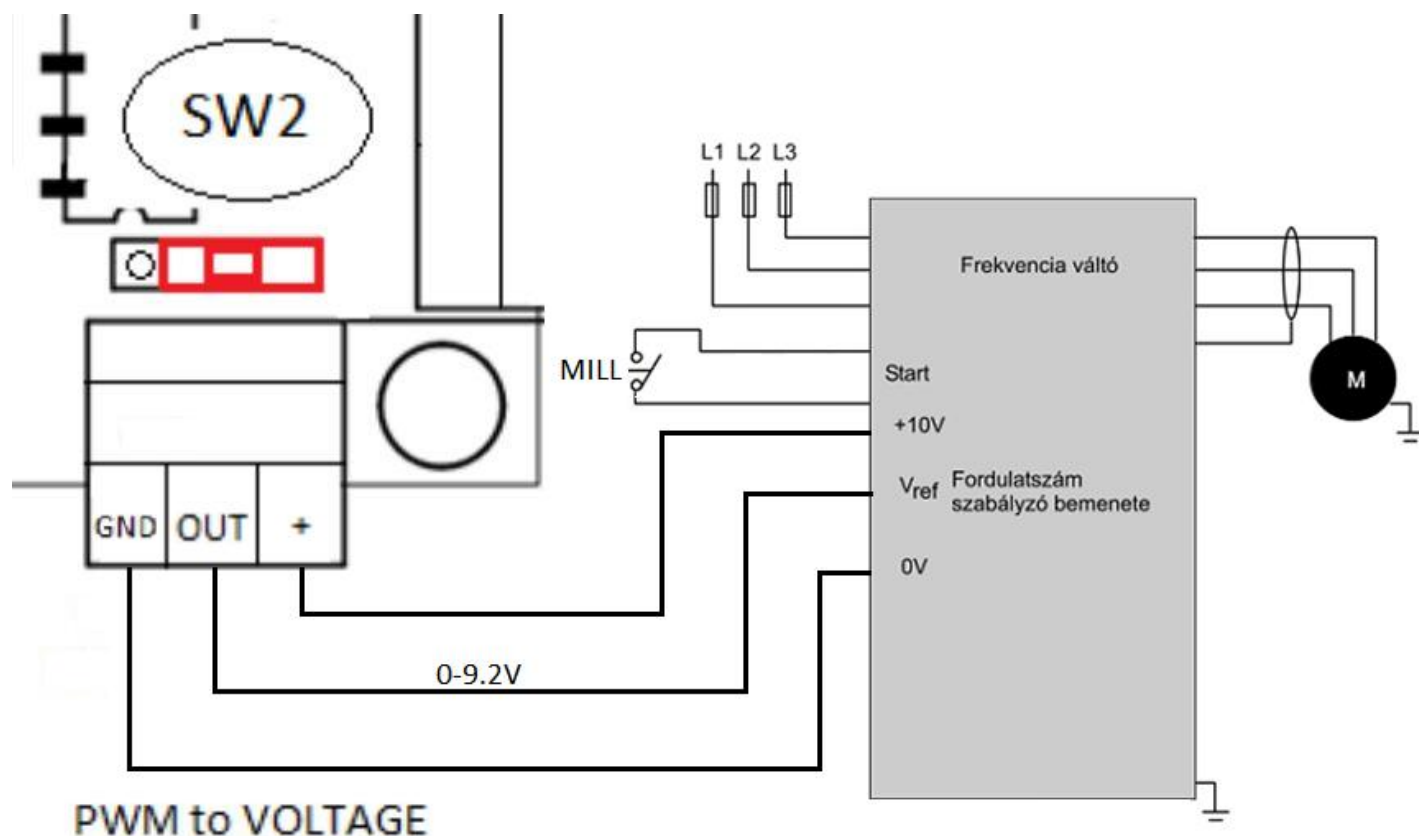 SW2
L1 L2 L3
Frekvencia váltó
MILL
Start
+10V
M
Vref Fordulatszám
szabályzó bemenete
GND OUT +
0V
0-9.2V
PWM to VOLTAGE